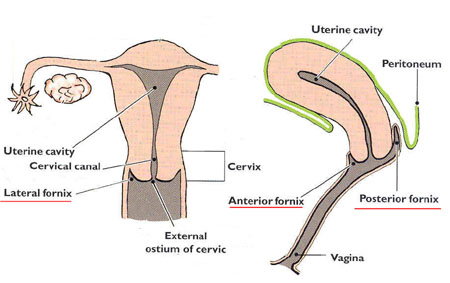 Uterine cavity
Cervical canal
Lateral fornix
External
ostium of cervic
Cervix
Uterine cavity
Peritoneum
Anterior fornix
Posterior fornix
Vagina